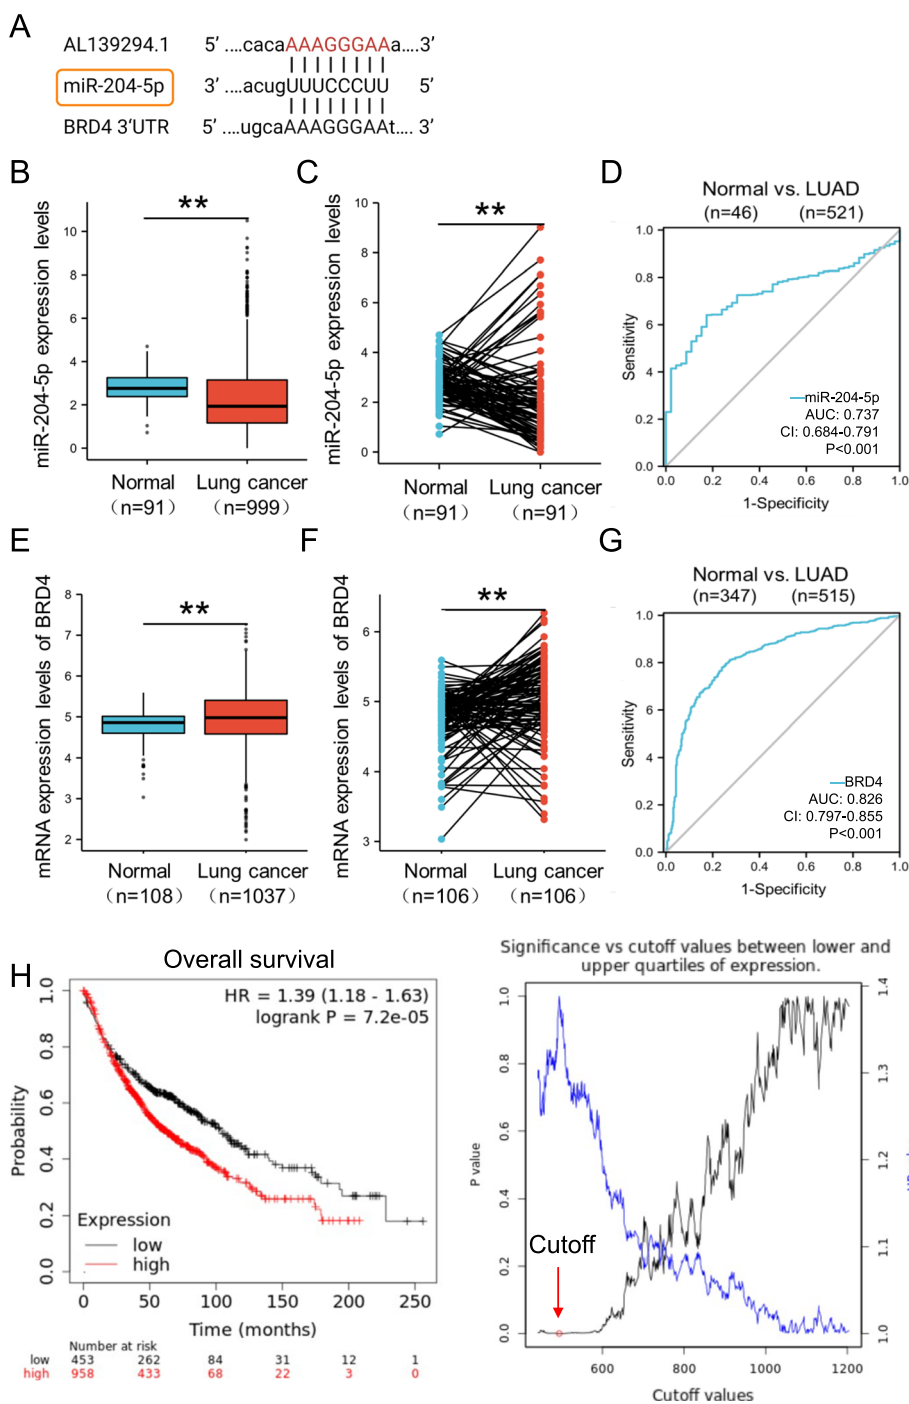 A
AL139294.1 5’ ....cacaAAAGGGAAa....3’
miR-204-5p 3’ ....acugUUUCCCUU 5’
BRD4 3’UTR 5’ ....ugcaAAAGGGAAt.... 3’
B
**
miR-204-5p expression levels
10
8
6
4
2
0
Normal Lung cancer
(n=91) (n=999)
C
**
miR-204-5p expression levels
10
8
6
4
2
0
Normal Lung cancer
(n=91) (n=91)
D
Normal vs. LUAD
(n=46) (n=521)
Sensitivity
1.0
0.8
6
0.4
0.2
0.0
miR-204-5p
AUC: 0.737
CI: 0.684-0.791
P<0.001
0.0 0.2 0.4 0.6 0.8 1.0
1-Specificity
E
**
mRNA expression levels of BRD4
8
7
6
5
4
3
2
Normal Lung cancer
(n=108) (n=1037)
F
**
mRNA expression levels of BRD4
6
5
4
3
Normal Lung cancer
(n=106) (n=106)
G
Normal vs. LUAD
(n=347) (n=515)
Sensitivity
1.0
0.8
6
0.4
0.2
0.0
BRD4
AUC: 0.826
CI: 0.797-0.855
P<0.001
0.0 0.2 0.4 0.6 0.8 1.0
1-Specificity
H
Overall survival
HR = 1.39 (1.18 - 1.63)
logrank P = 7.2e-05
Probability
1.0
0.8
0.6
0.4
0.2
0.0
Expression
low
high
0 50 100 150 200 250
Time (months)
Number at risk
low 453 262 84 31 12 1
high 958 433 68 22 3 0
Significance vs cutoff values between lower and
upper quartiles of expression.
P value
1.0
0.8
0.6
0.4
0.2
0.0
Cutoff
1.4
1.3
1.2
1.1
1.0
600 800 1000 1200
Cutoff values